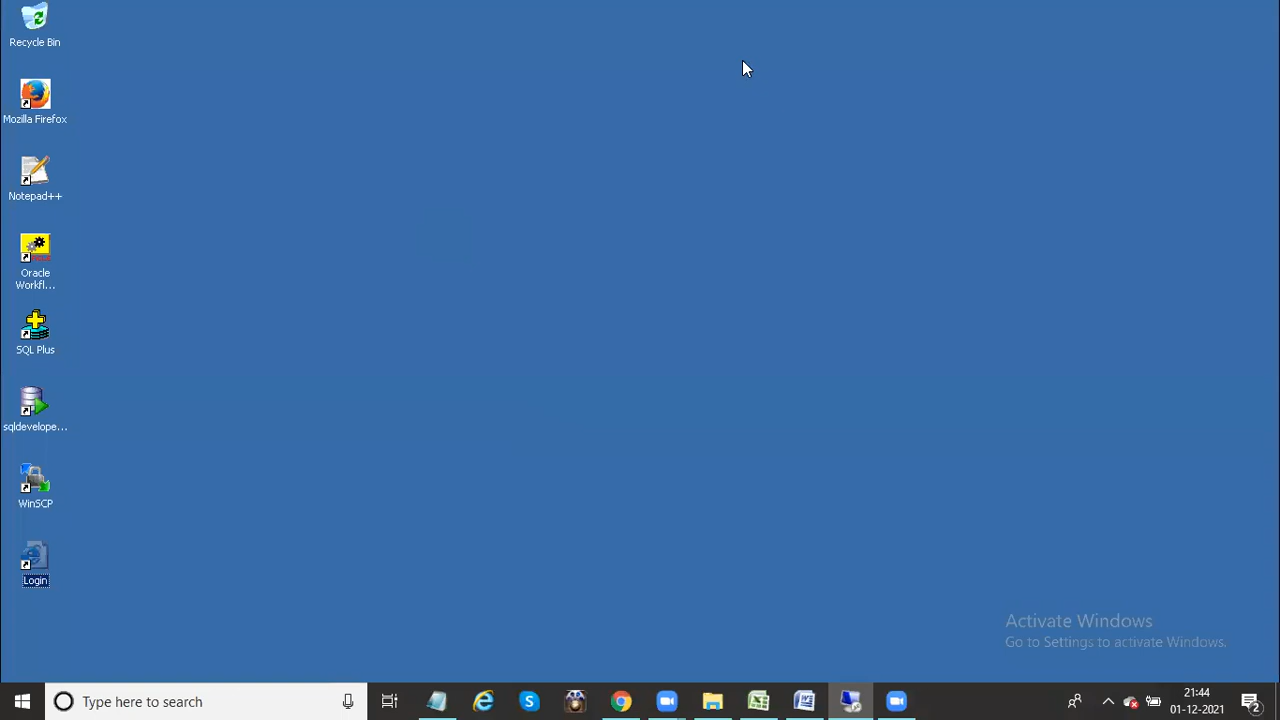 Recycle Bin
Mozilla Firefox
Notepad++
Oracle
Workfl...
SQL Plus
sqldevelope...
WinSCP
Login
Activate Windows
Go to Settings to activate Windows.
Type here to search
21:44
01-12-2021
2